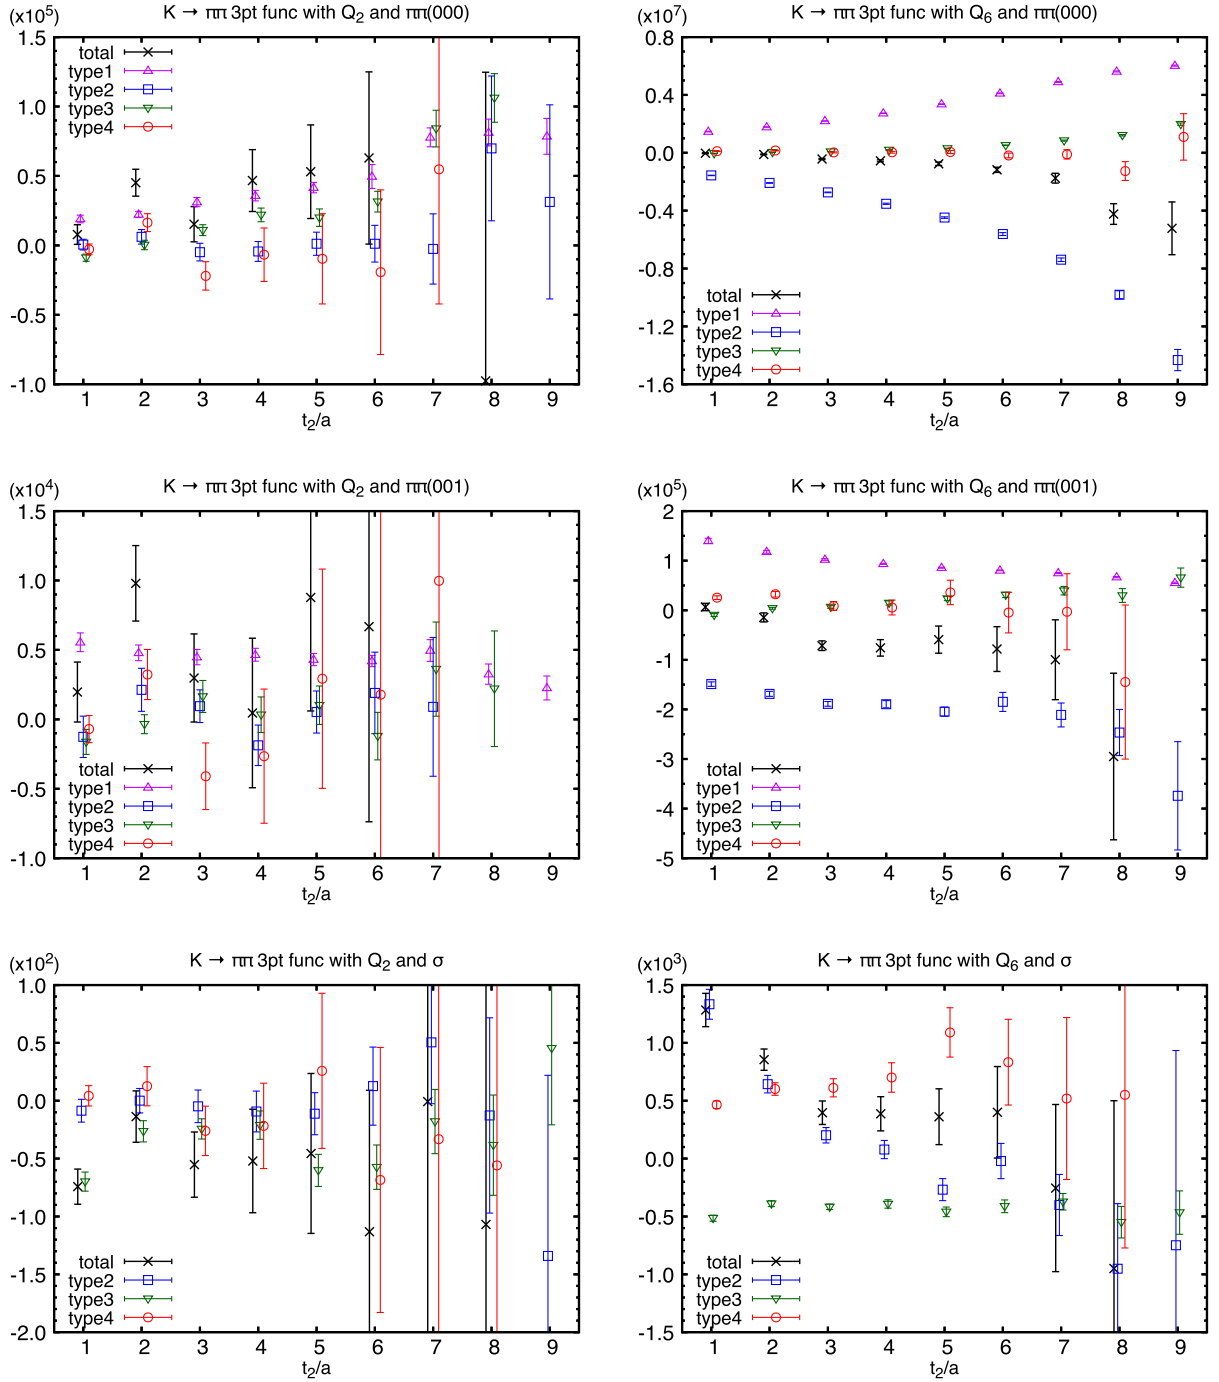 K → ππ 3pt func with Q2 and ππ(000)
(x10^5)
1.5
1.0
0.5
0.0
-0.5
-1.0
total
type1
type2
type3
type4
1 2 3 4 5 6 7 8 9
t2/a
K → ππ 3pt func with Q6 and ππ(000)
(x10^7)
0.8
0.4
0.0
-0.4
-0.8
-1.2
-1.6
total
type1
type2
type3
type4
1 2 3 4 5 6 7 8 9
t2/a
K → ππ 3pt func with Q2 and ππ(001)
(x10^4)
1.5
1.0
0.5
0.0
-0.5
-1.0
total
type1
type2
type3
type4
1 2 3 4 5 6 7 8 9
t2/a
K → ππ 3pt func with Q6 and ππ(001)
(x10^5)
2
1
0
-1
-2
-3
-4
-5
total
type1
type2
type3
type4
1 2 3 4 5 6 7 8 9
t2/a
K → ππ 3pt func with Q2 and σ
(x10^2)
1.0
0.5
0.0
-0.5
-1.0
-1.5
-2.0
total
type2
type3
type4
1 2 3 4 5 6 7 8 9
t2/a
K → ππ 3pt func with Q6 and σ
(x10^3)
1.5
1.0
0.5
0.0
-0.5
-1.0
-1.5
total
type2
type3
type4
1 2 3 4 5 6 7 8 9
t2/a